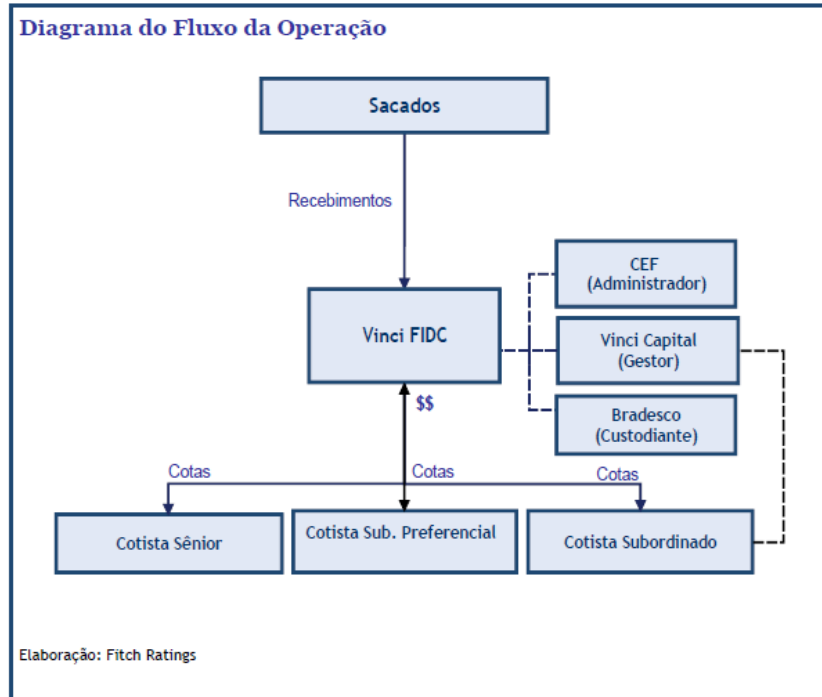 Diagrama do Fluxo da Operação
Sacados
Recebimentos
CEF
(Administrador)
Vinci FIDC
Vinci Capital
(Gestor)
$$
Bradesco
(Custodiante)
Cotas
Cotas
Cotas
Cotista Sênior
Cotista Sub. Preferencial
Cotista Subordinado
Elaboração: Fitch Ratings